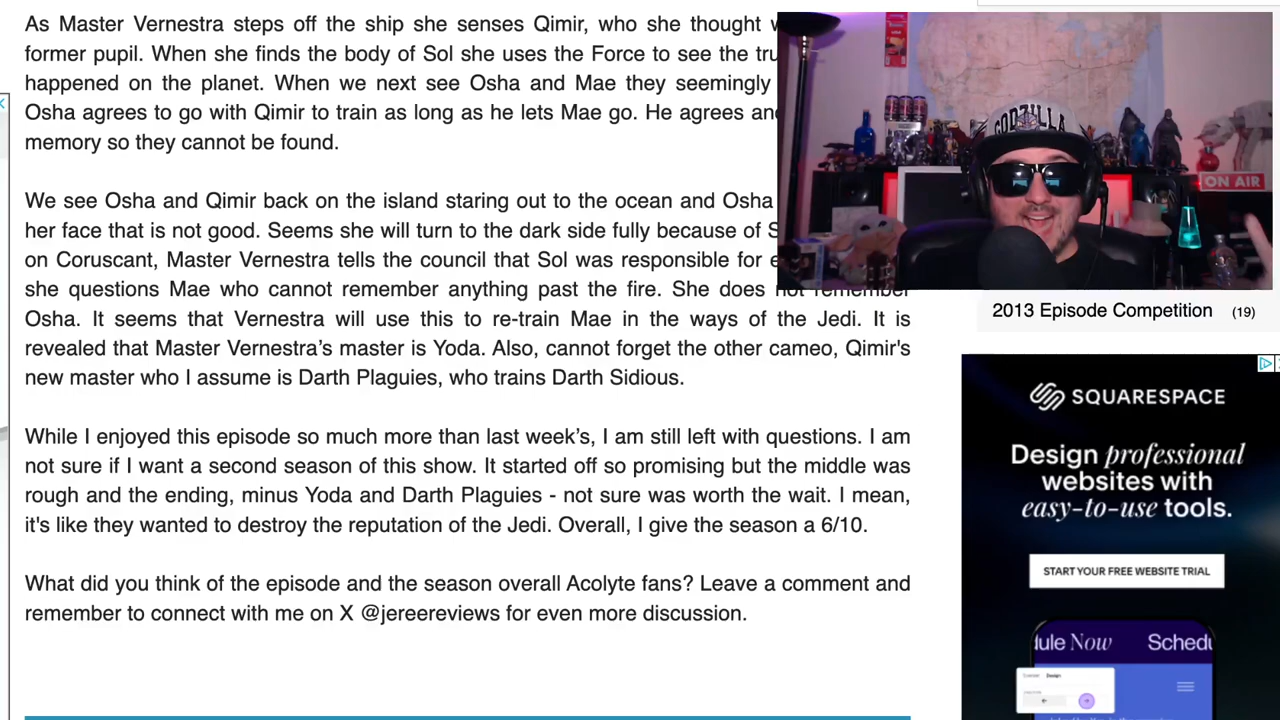 As Master Vernestra steps off the ship she senses Qimir, who she thought
former pupil. When she finds the body of Sol she uses the Force to see the
happened on the planet. When we next see Osha and Mae they seemingly
Osha agrees to go with Qimir to train as long as he lets Mae go. He agrees
memory so they cannot be found.
We see Osha and Qimir back on the island staring out to the ocean and Osha
her face that is not good. Seems she will turn to the dark side fully because of
on Coruscant, Master Vernestra tells the council that Sol was responsible for
she questions Mae who cannot remember anything past the fire. She does not remember
Osha. It seems that Vernestra will use this to re-train Mae in the ways of the Jedi. It is
revealed that Master Vernestra's master is Yoda. Also, cannot forget the other cameo, Qimir's
new master who I assume is Darth Plaguies, who trains Darth Sidious.
While I enjoyed this episode so much more than last week's, I am still left with questions. I am
not sure if I want a second season of this show. It started off so promising but the middle was
rough and the ending, minus Yoda and Darth Plaguies - not sure was worth the wait. I mean,
it's like they wanted to destroy the reputation of the Jedi. Overall, I give the season a 6/10.
What did you think of the episode and the season overall Acolyte fans? Leave a comment and
remember to connect with me on X @jereereviews for even more discussion.
GODZILLA
ON AIR
2013 Episode Competition (19)
SQUARESPACE
Design professional
websites with
easy-to-use tools.
START YOUR FREE WEBSITE TRIAL
dule Now Schedu